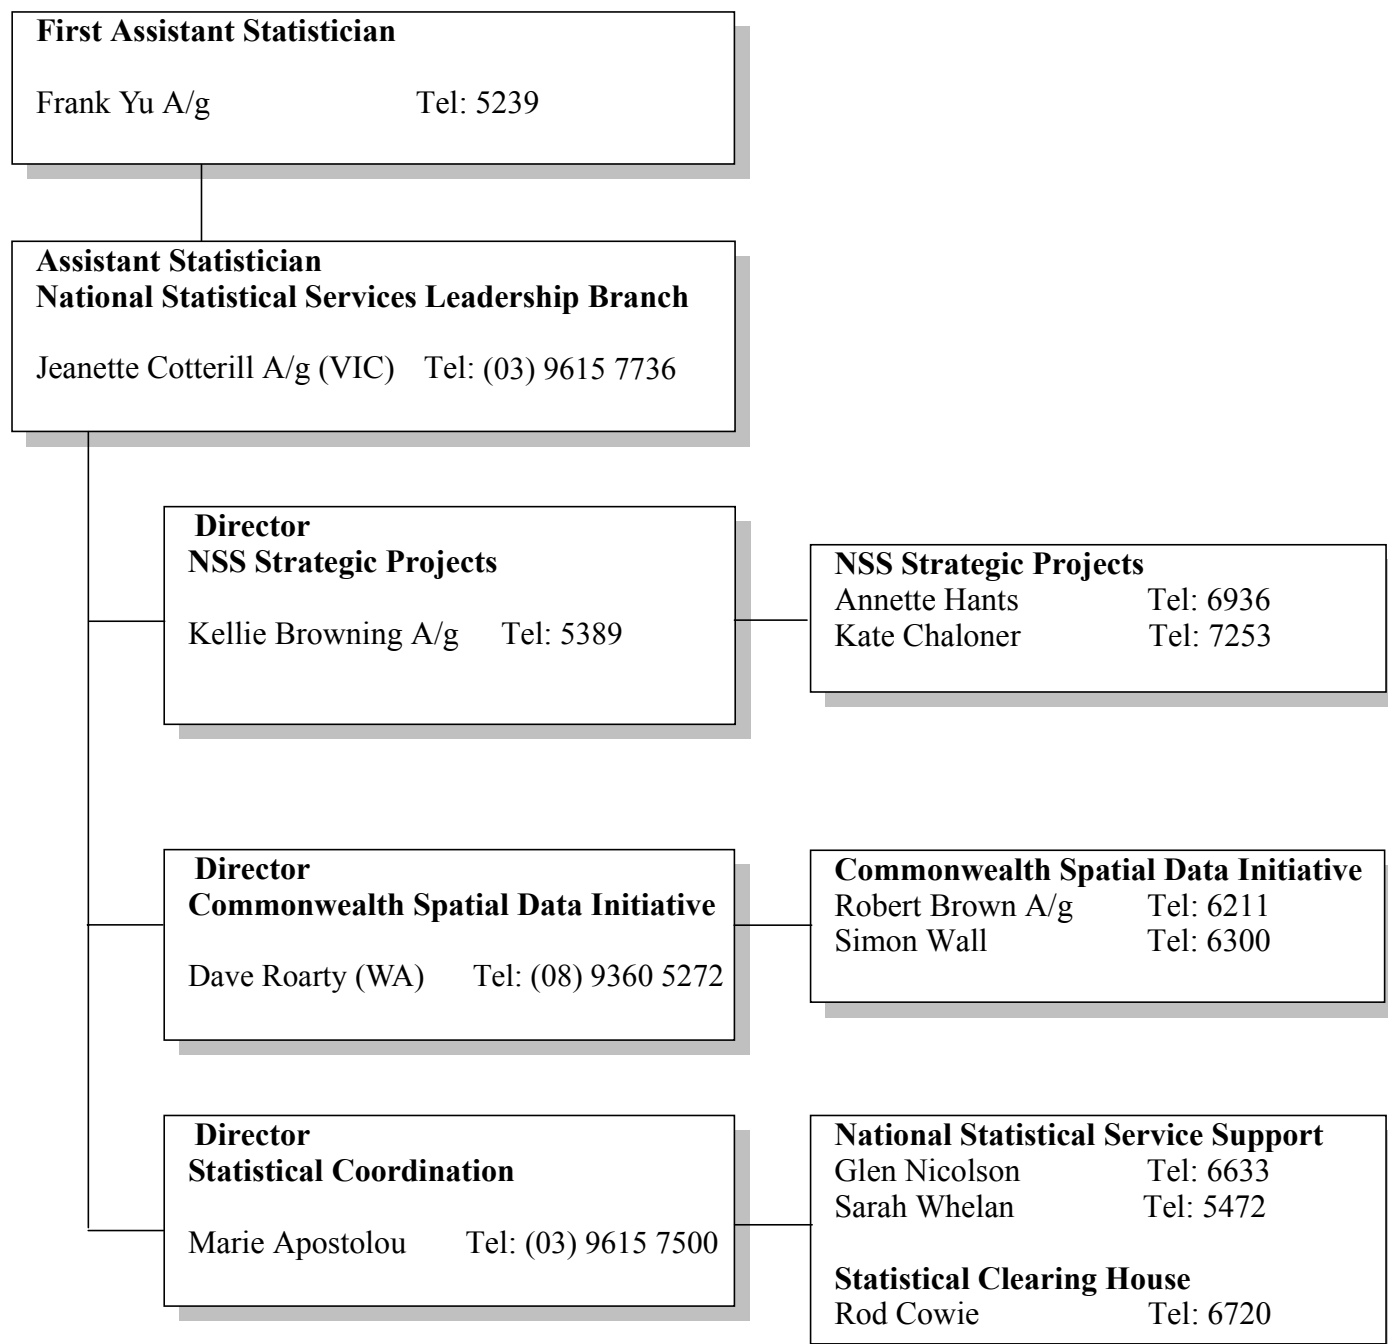 First Assistant Statistician
Frank Yu A/g Tel: 5239
Assistant Statistician
National Statistical Services Leadership Branch
Jeanette Cotterill A/g (VIC) Tel: (03) 9615 7736
Director
NSS Strategic Projects
Kellie Browning A/g Tel: 5389
NSS Strategic Projects
Annette Hants Tel: 6936
Kate Chaloner Tel: 7253
Director
Commonwealth Spatial Data Initiative
Dave Roarty (WA) Tel: (08) 9360 5272
Commonwealth Spatial Data Initiative
Robert Brown A/g Tel: 6211
Simon Wall Tel: 6300
Director
Statistical Coordination
Marie Apostolou Tel: (03) 9615 7500
National Statistical Service Support
Glen Nicolson Tel: 6633
Sarah Whelan Tel: 5472
Statistical Clearing House
Rod Cowie Tel: 6720